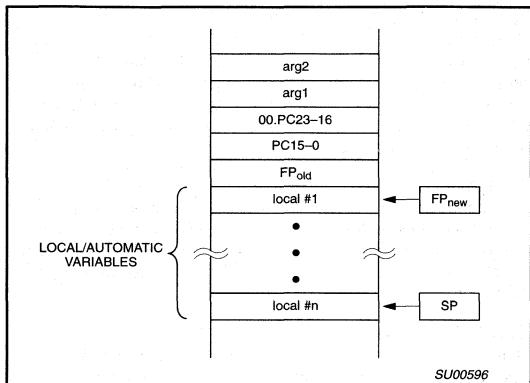 arg2
arg1
00.PC23–16
PC15–0
FPold
local #1
FPnew
LOCAL/AUTOMATIC
VARIABLES
local #n
SP
SU00596